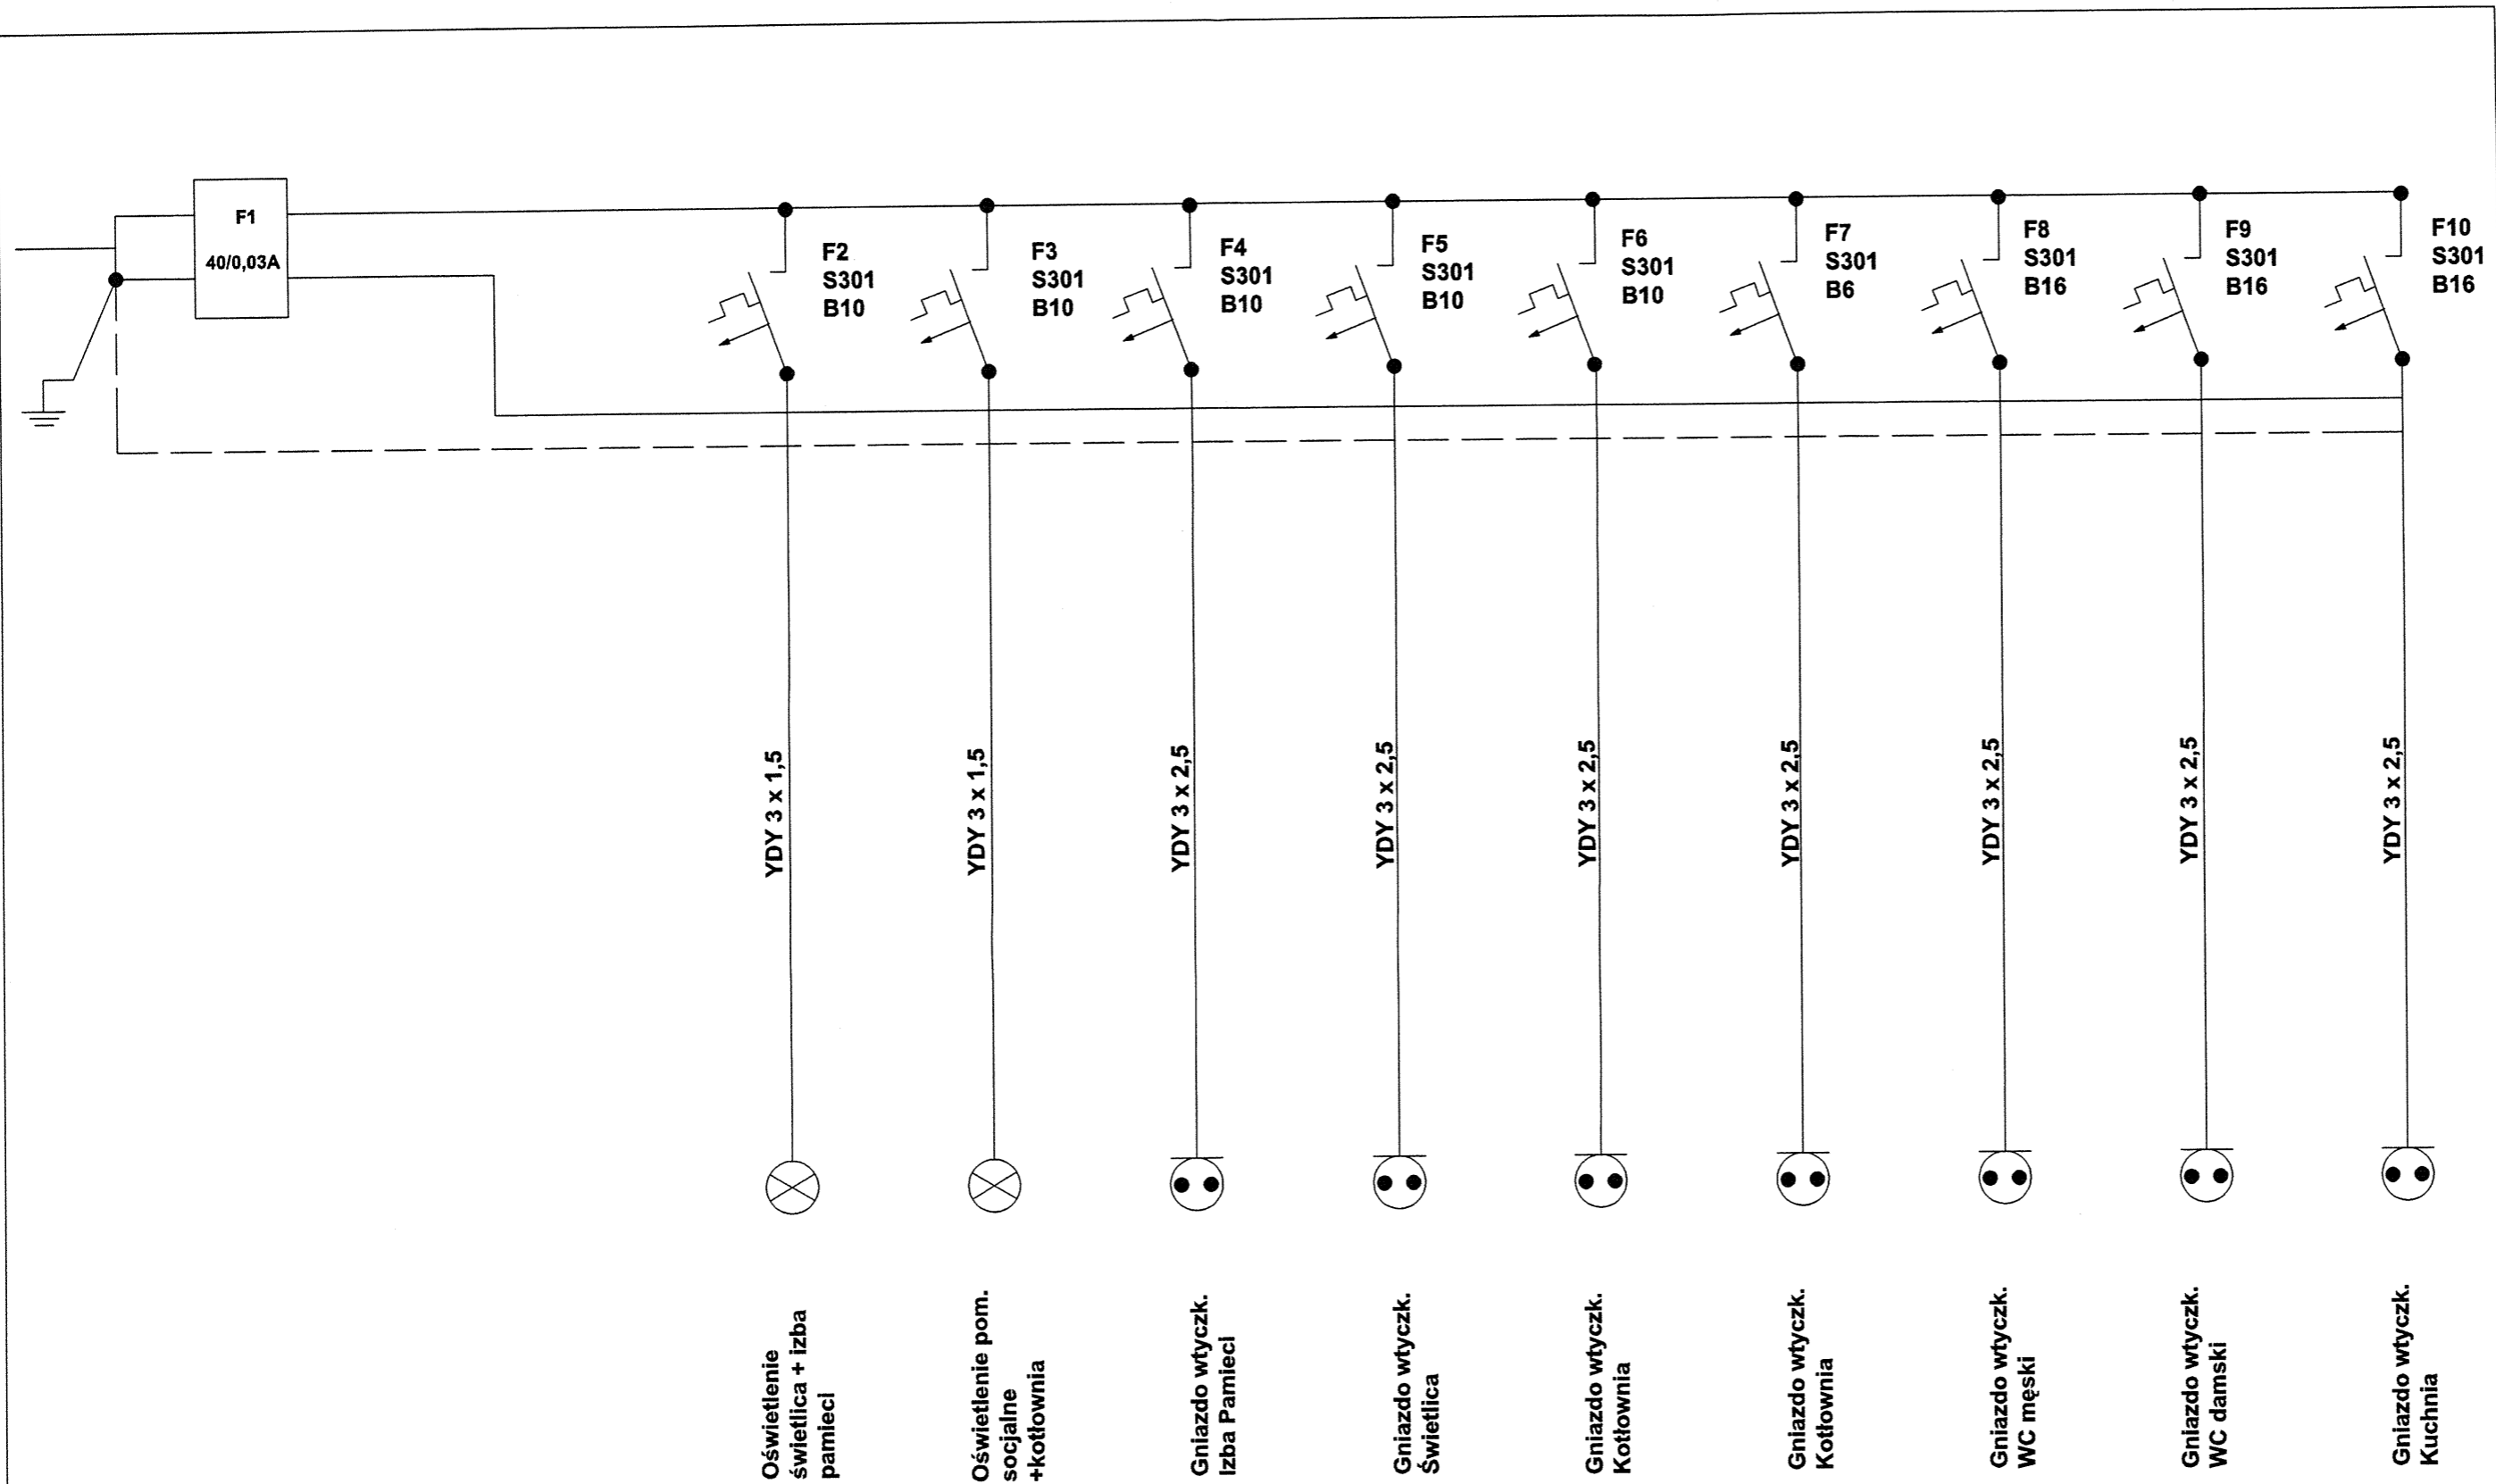 F1
40/0,03A
F2
S301
B10
F3
S301
B10
F4
S301
B10
F5
S301
B10
F6
S301
B10
F7
S301
B6
F8
S301
B16
F9
S301
B16
F10
S301
B16
YDY 3 x 1,5
YDY 3 x 1,5
YDY 3 x 2,5
YDY 3 x 2,5
YDY 3 x 2,5
YDY 3 x 2,5
YDY 3 x 2,5
YDY 3 x 2,5
YDY 3 x 2,5
Oświetlenie
świetlica + izba
pamieci
Oświetlenie pom.
socjalne
+kotłownia
Gniazdo wtyczk.
Izba Pamieci
Gniazdo wtyczk.
Świetlica
Gniazdo wtyczk.
Kotłownia
Gniazdo wtyczk.
Kotłownia
Gniazdo wtyczk.
WC męski
Gniazdo wtyczk.
WC damski
Gniazdo wtyczk.
Kuchnia